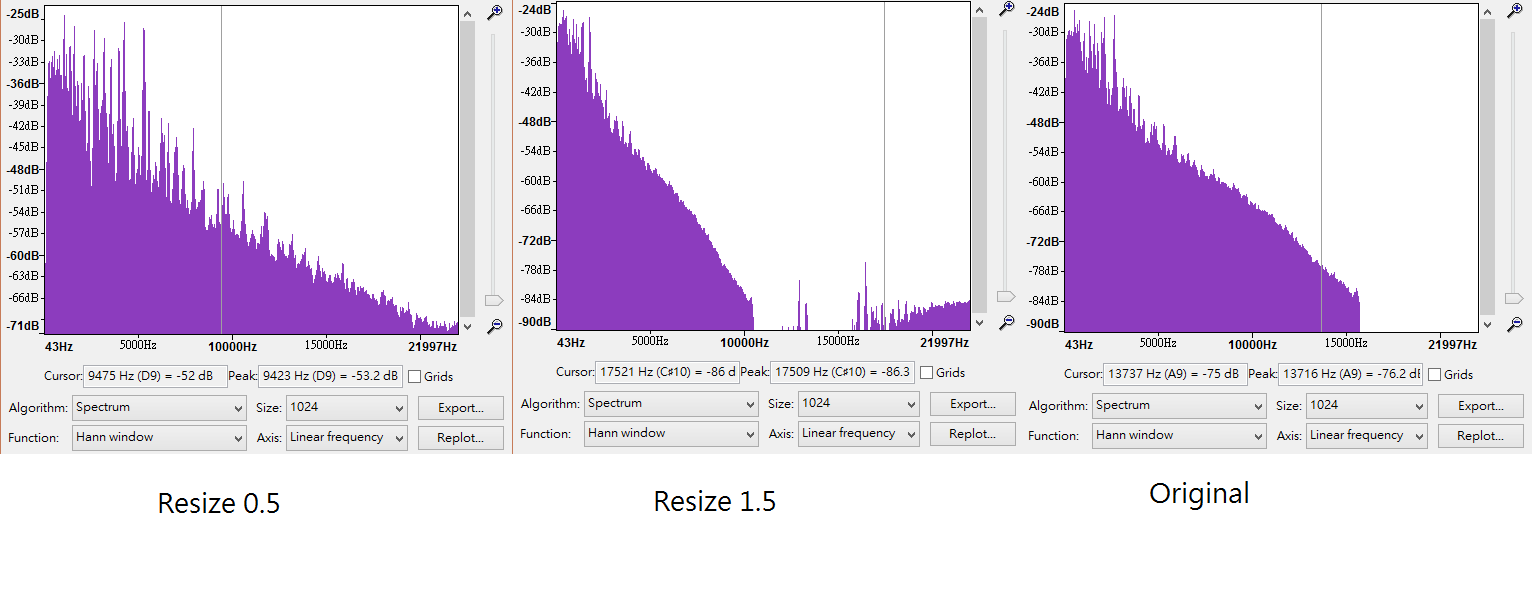 -25dB
-30dB
-33dB
-36dB
-39dB
-42dB
-45dB
-48dB
-51dB
-54dB
-57dB
-60dB
-63dB
-66dB
-71dB
43Hz 5000Hz 10000Hz 15000Hz 21997Hz
Cursor: 9475 Hz (D9) = -52 dB Peak: 9423 Hz (D9) = -53.2 dB Grids
Algorithm: Spectrum Size: 1024 Export...
Function: Hann window Axis: Linear frequency Replot...
Resize 0.5
-24dB
-30dB
-36dB
-42dB
-48dB
-54dB
-60dB
-66dB
-72dB
-78dB
-84dB
-90dB
43Hz 5000Hz 10000Hz 15000Hz 21997Hz
Cursor: 17521 Hz (C#10) = -86 d Peak: 17509 Hz (C#10) = -86.3 Grids
Algorithm: Spectrum Size: 1024 Export...
Function: Hann window Axis: Linear frequency Replot...
Resize 1.5
-24dB
-30dB
-36dB
-42dB
-48dB
-54dB
-60dB
-66dB
-72dB
-78dB
-84dB
-90dB
43Hz 5000Hz 10000Hz 15000Hz 21997Hz
Cursor: 13737 Hz (A9) = -75 dB Peak: 13716 Hz (A9) = -76.2 dB Grids
Algorithm: Spectrum Size: 1024 Export...
Function: Hann window Axis: Linear frequency Replot...
Original